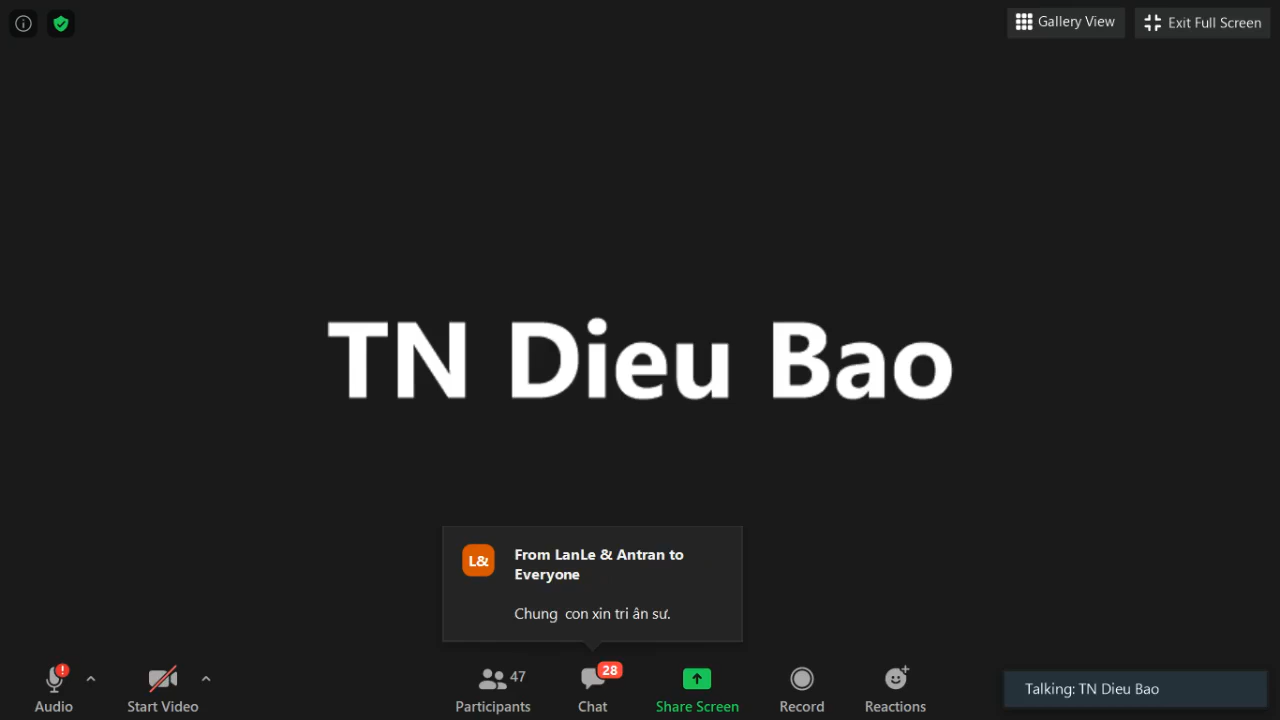 Gallery View
Exit Full Screen
TN Dieu Bao
L&
From LanLe & Antran to
Everyone
Chung con xin tri ân sư.
47
28
Audio
Start Video
Participants
Chat
Share Screen
Record
Reactions
Talking: TN Dieu Bao